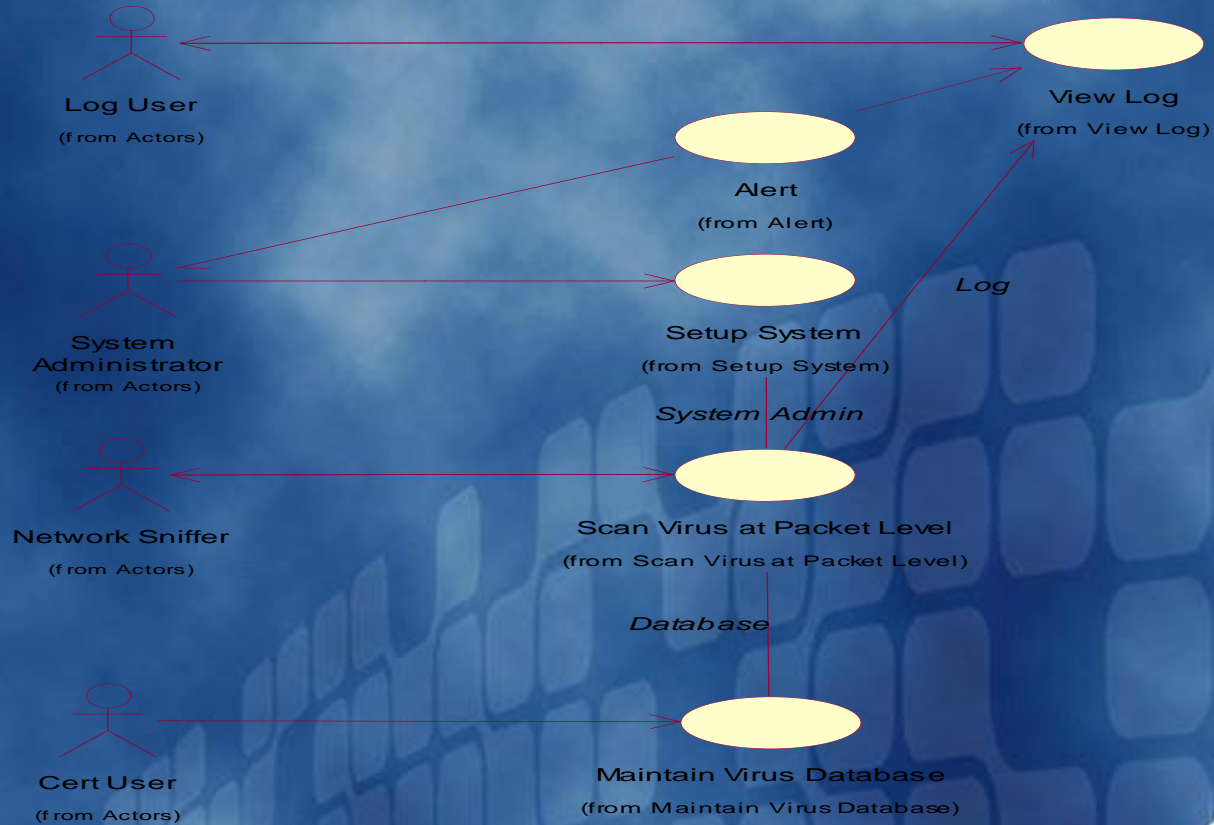 Log User
(from Actors)
View Log
(from View Log)
Alert
(from Alert)
System
Administrator
(from Actors)
Log
Setup System
(from Setup System)
System Admin
Network Sniffer
(from Actors)
Scan Virus at Packet Level
(from Scan Virus at Packet Level)
Database
Cert User
(from Actors)
Maintain Virus Database
(from Maintain Virus Database)